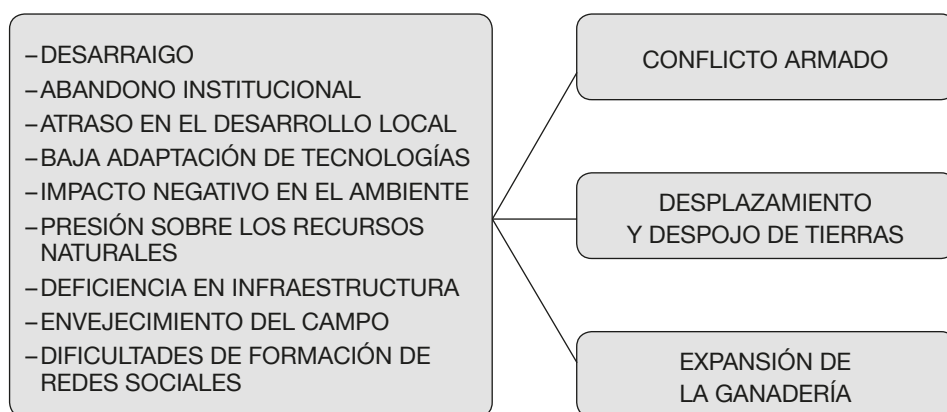 –DESARRAIGO
–ABANDONO INSTITUCIONAL
–ATRASO EN EL DESARROLLO LOCAL
–BAJA ADAPTACIÓN DE TECNOLOGÍAS
–IMPACTO NEGATIVO EN EL AMBIENTE
–PRESIÓN SOBRE LOS RECURSOS
NATURALES
–DEFICIENCIA EN INFRAESTRUCTURA
–ENVEJECIMIENTO DEL CAMPO
–DIFICULTADES DE FORMACIÓN DE
REDES SOCIALES
CONFLICTO ARMADO
DESPLAZAMIENTO
Y DESPOJO DE TIERRAS
EXPANSIÓN DE
LA GANADERÍA